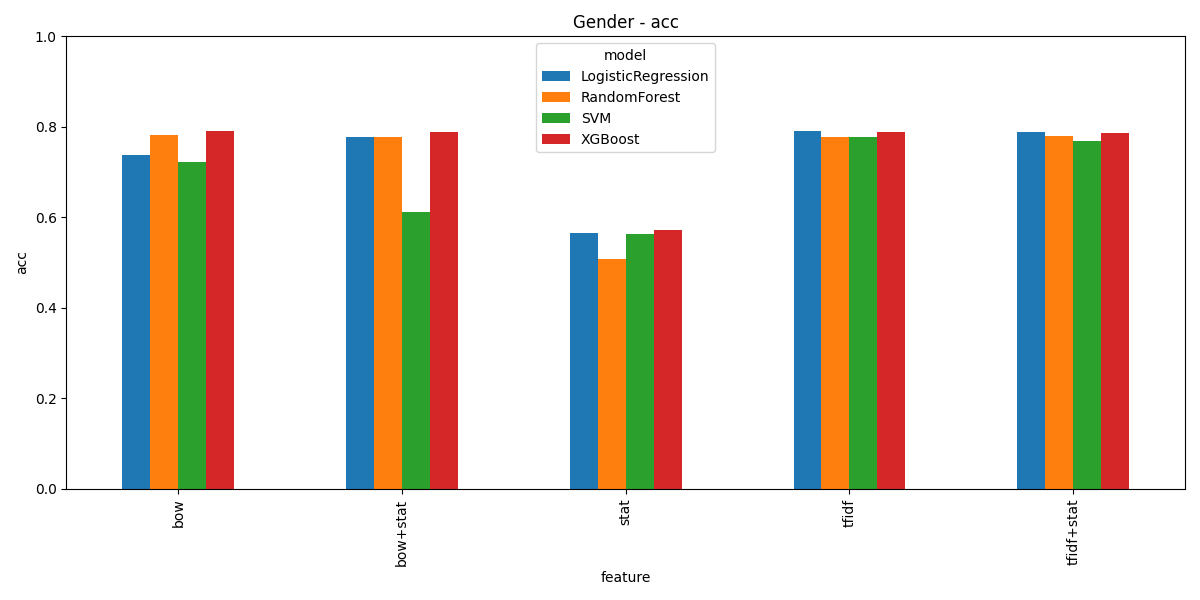 Gender - acc
model
LogisticRegression
RandomForest
SVM
XGBoost
acc
1.0
0.8
0.6
0.4
0.2
0.0
bow
bow+stat
stat
tfidf
tfidf+stat
feature